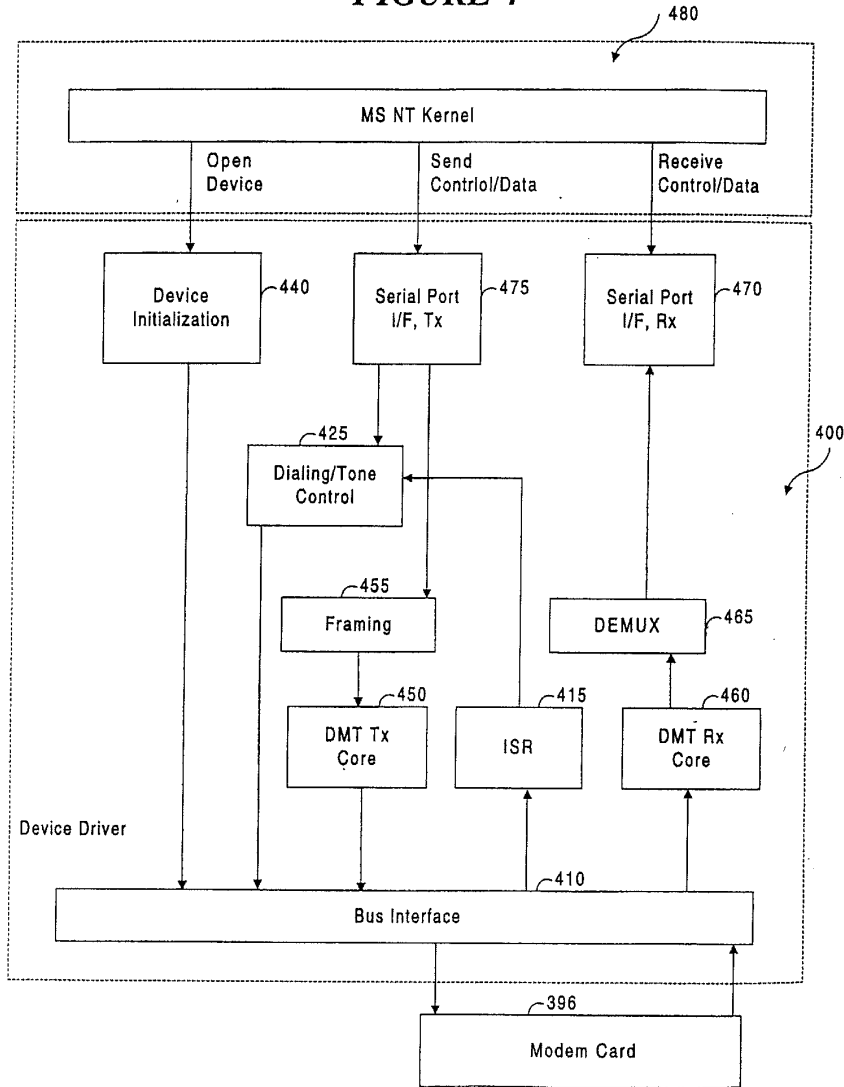 FIGURE 4
480
MS NT Kernel
Open
Device
Send
Contrlol/Data
Receive
Control/Data
Device
Initialization
440
Serial Port
I/F, Tx
475
Serial Port
I/F, Rx
470
425
Dialing/Tone
Control
400
455
Framing
DEMUX
465
450
DMT Tx
Core
415
ISR
460
DMT Rx
Core
Device Driver
410
Bus Interface
396
Modem Card